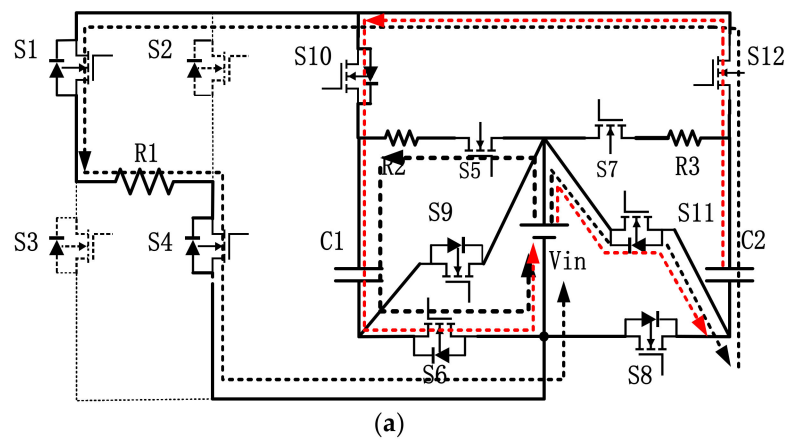 S1 S2 S10 S12
R2 S5 S7 R3
R1
S9 S11
S3 S4 C1 Vin C2
S6 S8
(a)